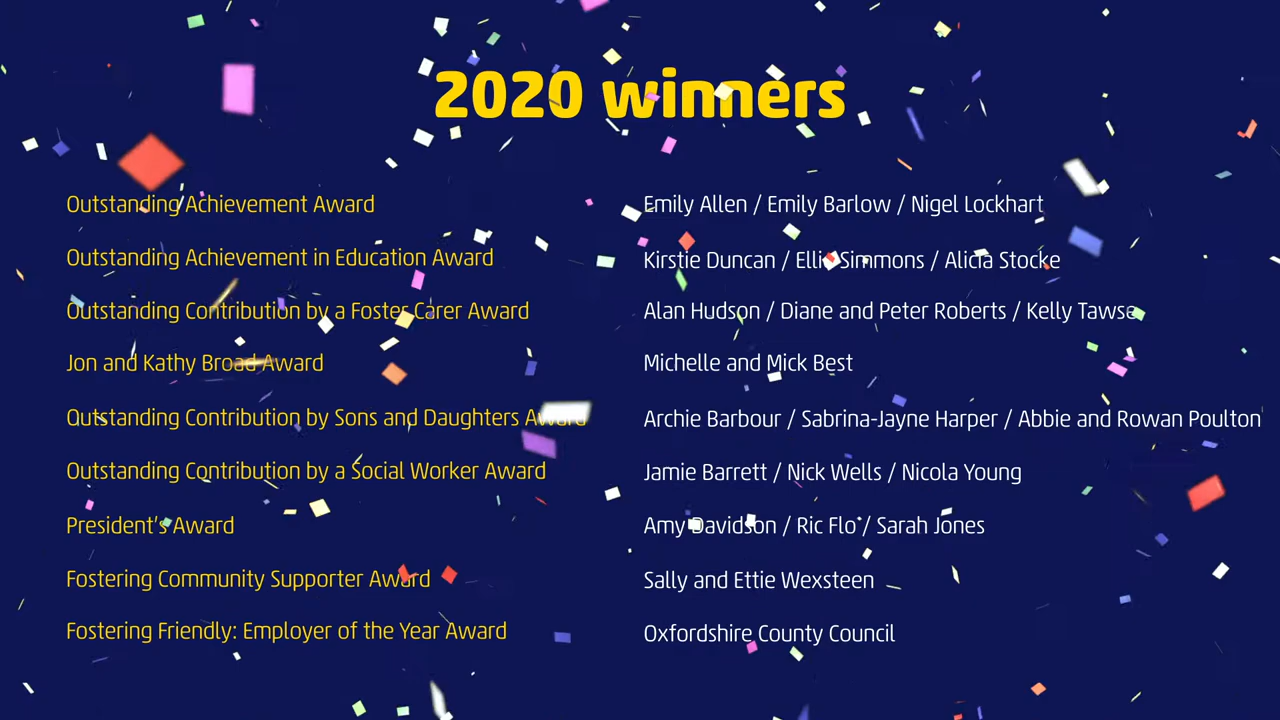 2020 winners
Outstanding Achievement Award Emily Allen / Emily Barlow / Nigel Lockhart
Outstanding Achievement in Education Award Kirstie Duncan / Ellie Simmons / Alicia Stocke
Outstanding Contribution by a Foster Carer Award Alan Hudson / Diane and Peter Roberts / Kelly Tawse
Jon and Kathy Broad Award Michelle and Mick Best
Outstanding Contribution by Sons and Daughters Award Archie Barbour / Sabrina-Jayne Harper / Abbie and Rowan Poulton
Outstanding Contribution by a Social Worker Award Jamie Barrett / Nick Wells / Nicola Young
President's Award Amy Davidson / Ric Flo / Sarah Jones
Fostering Community Supporter Award Sally and Ettie Wexsteen
Fostering Friendly: Employer of the Year Award Oxfordshire County Council